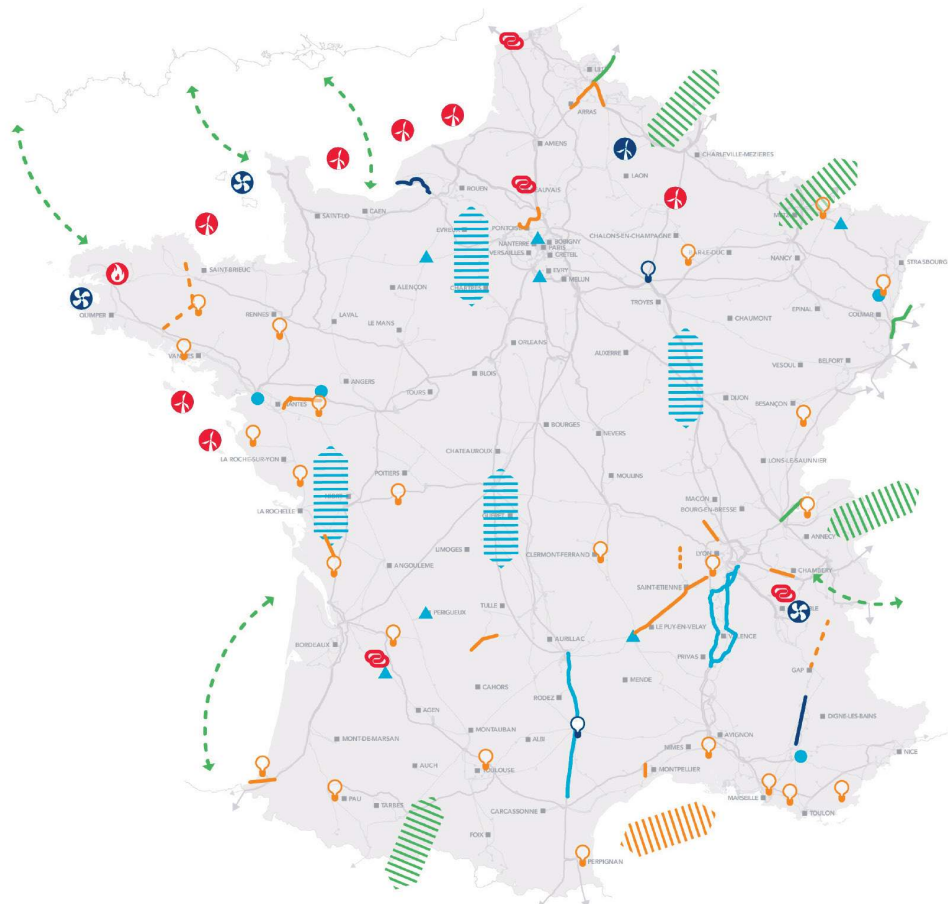 LILLE
ARRAS
AMIENS
CHARLEVILLE-MEZIERES
LAON
ROUEN
BEAUVAIS
METZ
CAEN
SAINT-LO
EVREUX
PONTOISE
CHALONS-EN-CHAMPAGNE
BAR-LE-DUC
NANTERRE
BOBIGNY
PARIS
VERSAILLES
CRETEIL
NANCY
STRASBOURG
SAINT-BRIEUC
EVRY
MELUN
ALENÇON
CHARTRES
TROYES
QUIMPER
RENNES
LAVAL
EPINAL
COLMAR
CHAUMONT
LE MANS
ORLEANS
VANNES
AUXERRE
VESOUL
BELFORT
ANGERS
BLOIS
TOURS
DIJON
BESANÇON
NANTES
BOURGES
NEVERS
CHATEAUROUX
LA ROCHE-SUR-YON
POITIERS
MOULINS
LONS-LE-SAUNIER
NIORT
MACON
BOURG-EN-BRESSE
LA ROCHELLE
GUERET
ANNECY
LIMOGES
CLERMONT-FERRAND
LYON
ANGOULEME
CHAMBERY
SAINT-ETIENNE
TULLE
PERIGUEUX
LE PUY-EN-VELAY
VALENCE
BORDEAUX
AURILLAC
PRIVAS
GAP
MENDE
CAHORS
RODEZ
AGEN
DIGNE-LES-BAINS
MONTAUBAN
ALBI
AVIGNON
MONT-DE-MARSAN
NIMES
NICE
AUCH
TOULOUSE
MONTPELLIER
PAU
MARSEILLE
TARBES
CARCASSONNE
TOULON
FOIX
PERPIGNAN